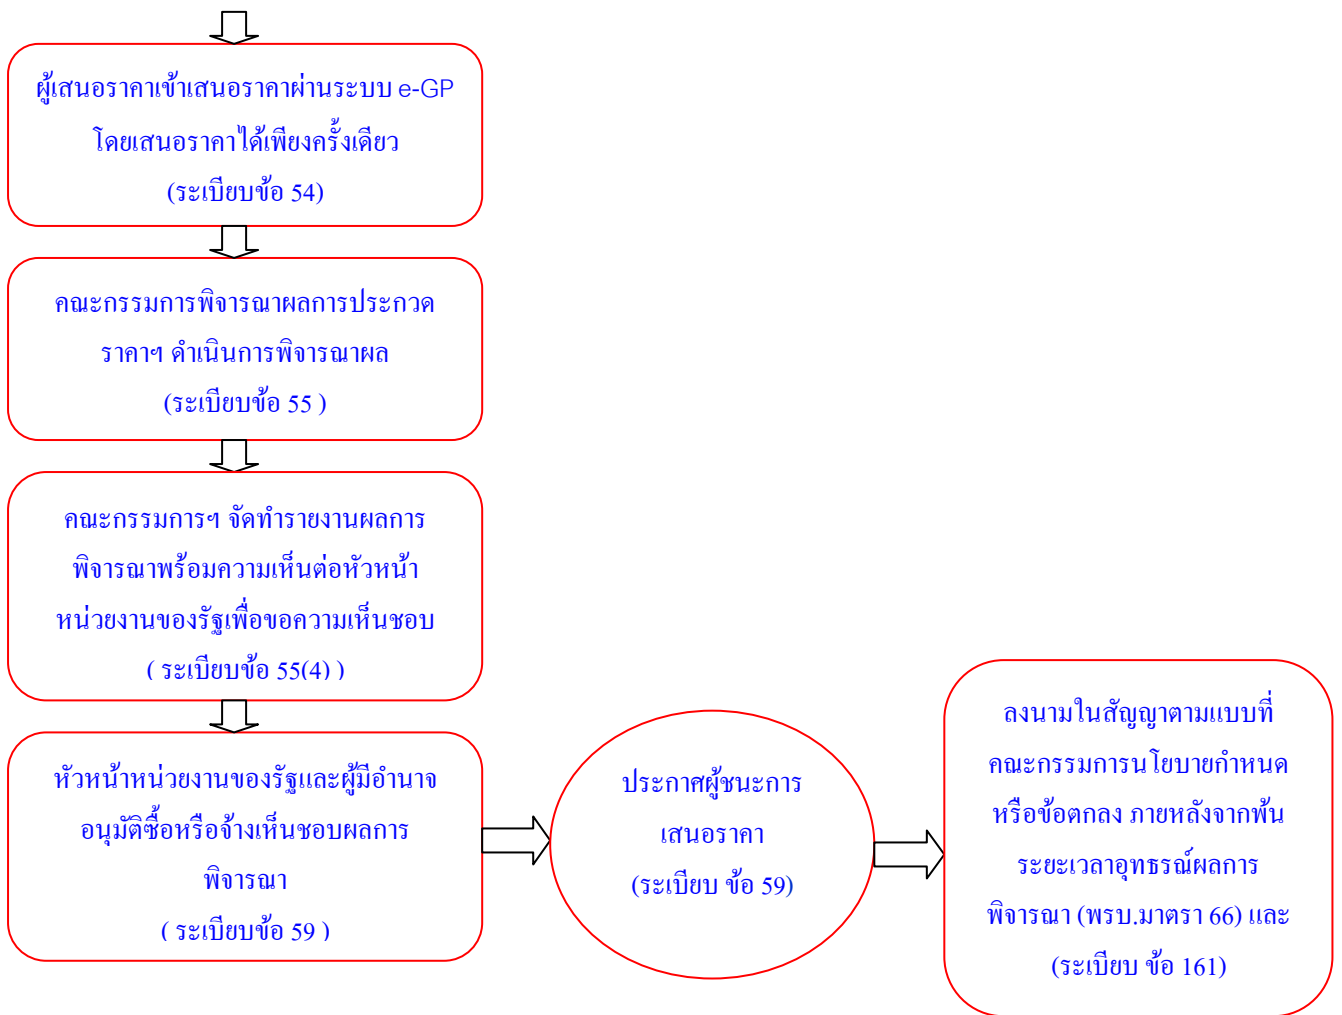 ผู้เสนอราคาเข้าเสนอราคาผ่านระบบ e-GP
โดยเสนอราคาได้เพียงครั้งเดียว
(ระเบียบข้อ 54)
คณะกรรมการพิจารณาผลการประกวด
ราคาฯ ดำเนินการพิจารณาผล
(ระเบียบข้อ 55 )
คณะกรรมการฯ จัดทำรายงานผลการ
พิจารณาพร้อมความเห็นต่อหัวหน้า
หน่วยงานของรัฐเพื่อขอความเห็นชอบ
( ระเบียบข้อ 55(4) )
หัวหน้าหน่วยงานของรัฐและผู้มีอำนาจ
อนุมัติซื้อหรือจ้างเห็นชอบผลการ
พิจารณา
( ระเบียบข้อ 59 )
ประกาศผู้ชนะการ
เสนอราคา
(ระเบียบ ข้อ 59)
ลงนามในสัญญาตามแบบที่
คณะกรรมการนโยบายกำหนด
หรือข้อตกลง ภายหลังจากพ้น
ระยะเวลาอุทธรณ์ผลการ
พิจารณา (พรบ.มาตรา 66) และ
(ระเบียบ ข้อ 161)